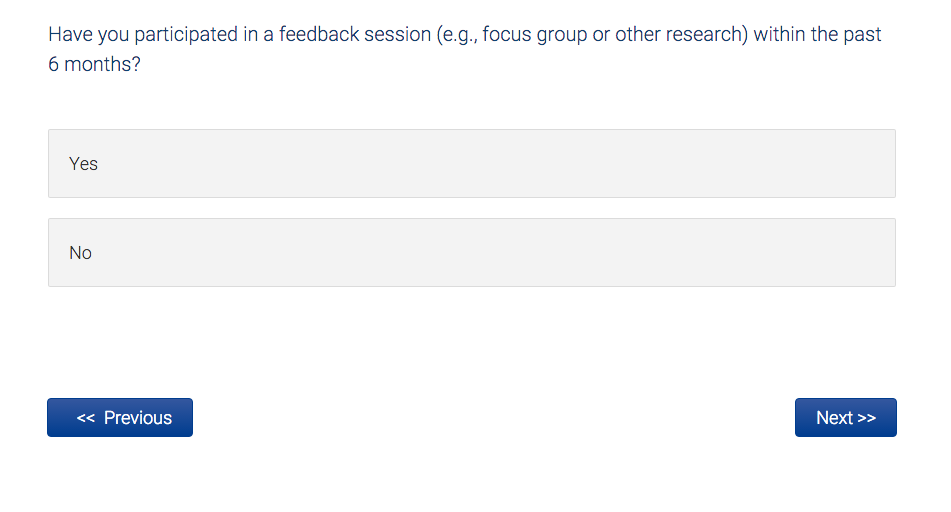 Have you participated in a feedback session (e.g., focus group or other research) within the past
6 months?
Yes
No
<< Previous
Next >>